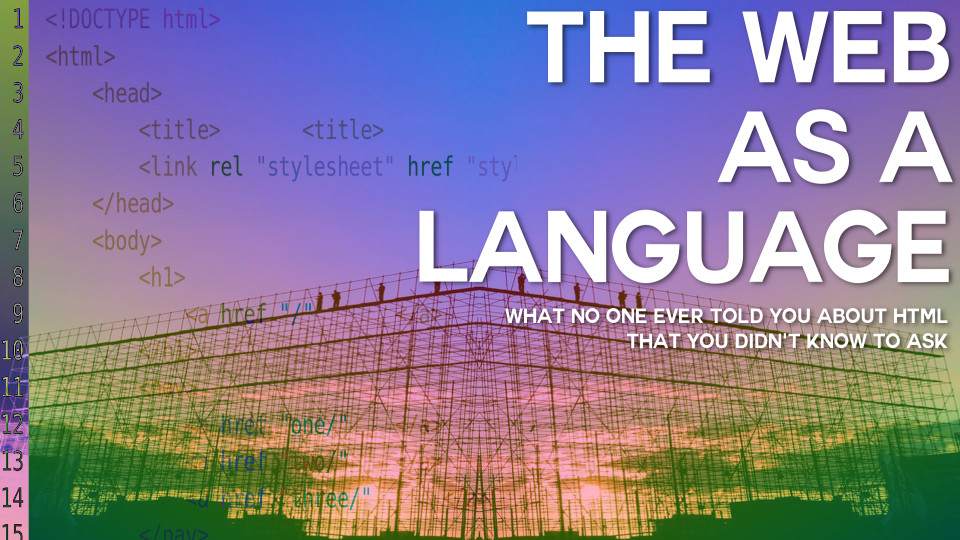 THE WEB
AS A
LANGUAGE
WHAT NO ONE EVER TOLD YOU ABOUT HTML
THAT YOU DIDN'T KNOW TO ASK
1 <!DOCTYPE html>
2 <html>
3 <head>
4 <title> <title>
5 <link rel "stylesheet" href "styl
6 </head>
7 <body>
8 <h1>
9 <a href "/"
10
11
12 href "one/"
13 href "two/"
14 <a href "three/"
15 </nav>